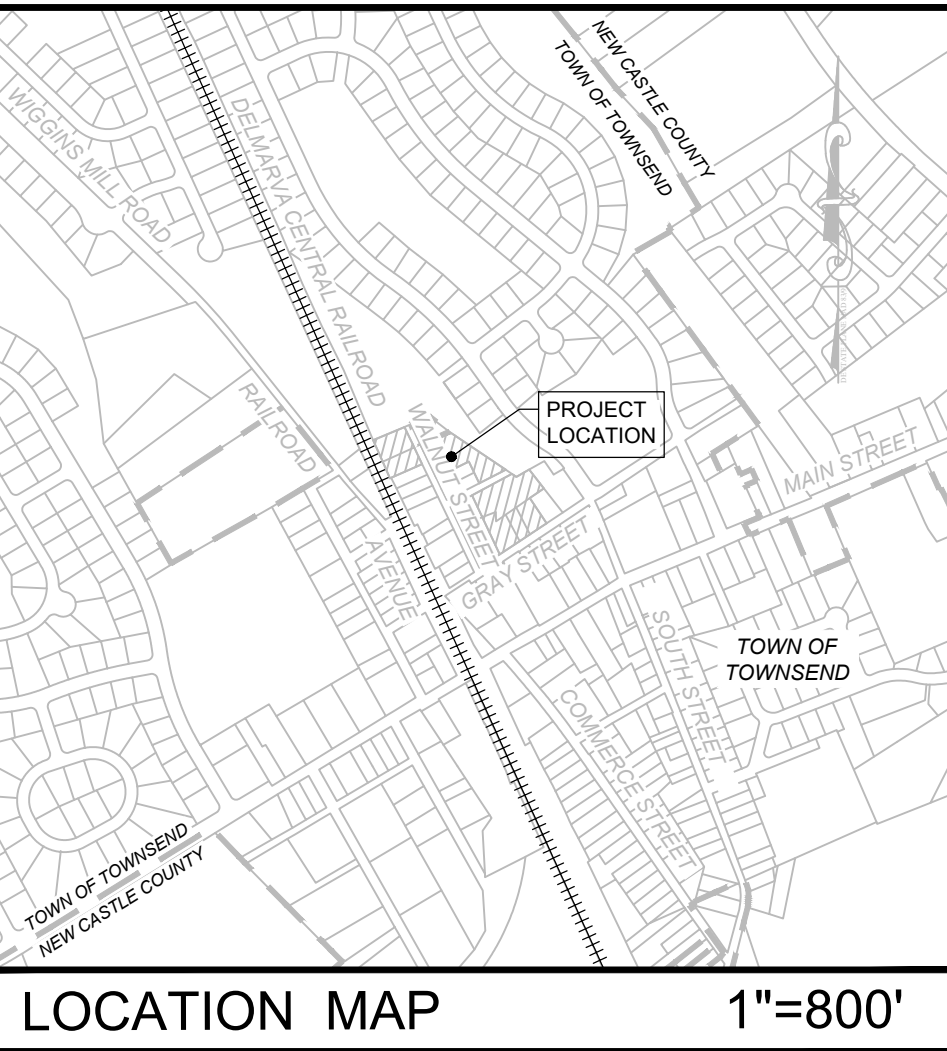 NEW CASTLE COUNTY
TOWN OF TOWNSEND
WIGGINS MILL ROAD
DELMARVA CENTRAL RAILROAD
RAILROAD
AVENUE
WALNUT STREET
PROJECT
LOCATION
MAIN STREET
GRAY STREET
SOUTH STREET
TOWN OF
TOWNSEND
COMMERCE STREET
TOWN OF TOWNSEND
NEW CASTLE COUNTY
LOCATION MAP
1"=800'